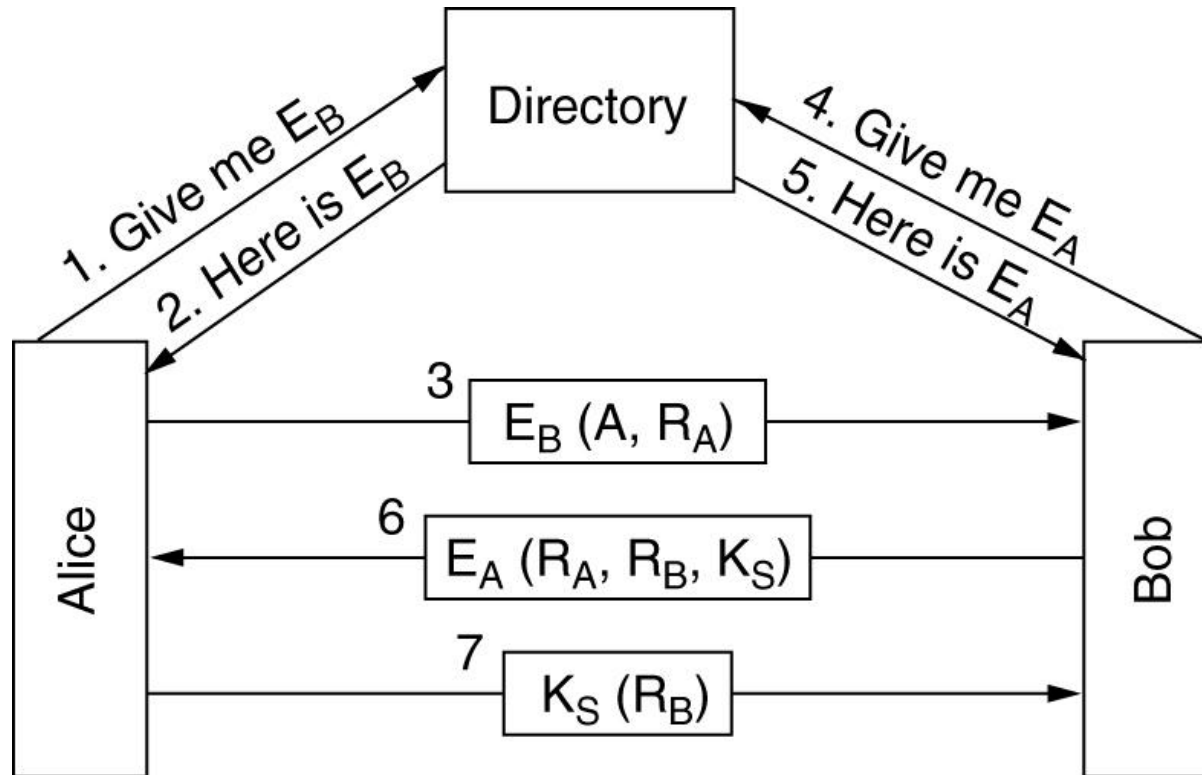 Directory
1. Give me E_B
2. Here is E_B
4. Give me E_A
5. Here is E_A
3
E_B (A, R_A)
6
E_A (R_A, R_B, K_S)
7
K_S (R_B)
Alice
Bob